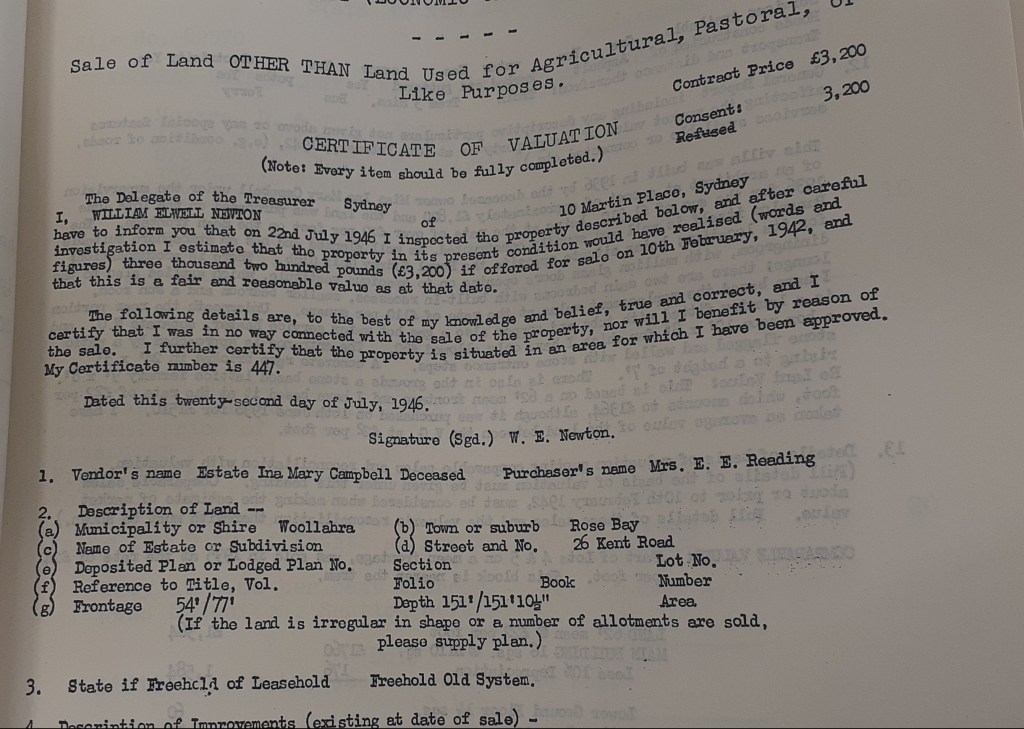 (ECONOMIC
- - - - -
Sale of Land OTHER THAN Land Used for Agricultural, Pastoral, or
Like Purposes.
Contract Price £3,200
CERTIFICATE OF VALUATION Consent: 3,200
Refused
(Note: Every item should be fully completed.)
The Delegate of the Treasurer Sydney
I, WILLIAM ELWELL NEWTON of 10 Martin Place, Sydney
have to inform you that on 22nd July 1946 I inspected the property described below, and after careful
investigation I estimate that the property in its present condition would have realised (words and
figures) three thousand two hundred pounds (£3,200) if offered for sale on 10th February, 1942, and
that this is a fair and reasonable value as at that date.
The following details are, to the best of my knowledge and belief, true and correct, and I
certify that I was in no way connected with the sale of the property, nor will I benefit by reason of
the sale. I further certify that the property is situated in an area for which I have been approved.
My Certificate number is 447.
Dated this twenty-second day of July, 1946.
Signature (Sgd.) W. E. Newton.
1. Vendor's name Estate Ina Mary Campbell Deceased Purchaser's name Mrs. E. E. Reading
2. Description of Land --
(a) Municipality or Shire Woollahra (b) Town or suburb Rose Bay
(c) Name of Estate or Subdivision (d) Street and No. 26 Kent Road
(e) Deposited Plan or Lodged Plan No. Section Lot No.
(f) Reference to Title, Vol. Folio Book Number
(g) Frontage 54'/77' Depth 151'/151'10½" Area
(If the land is irregular in shape or a number of allotments are sold,
please supply plan.)
3. State if Freehold of Leasehold Freehold Old System.
4. Description of Improvements (existing at date of sale) -